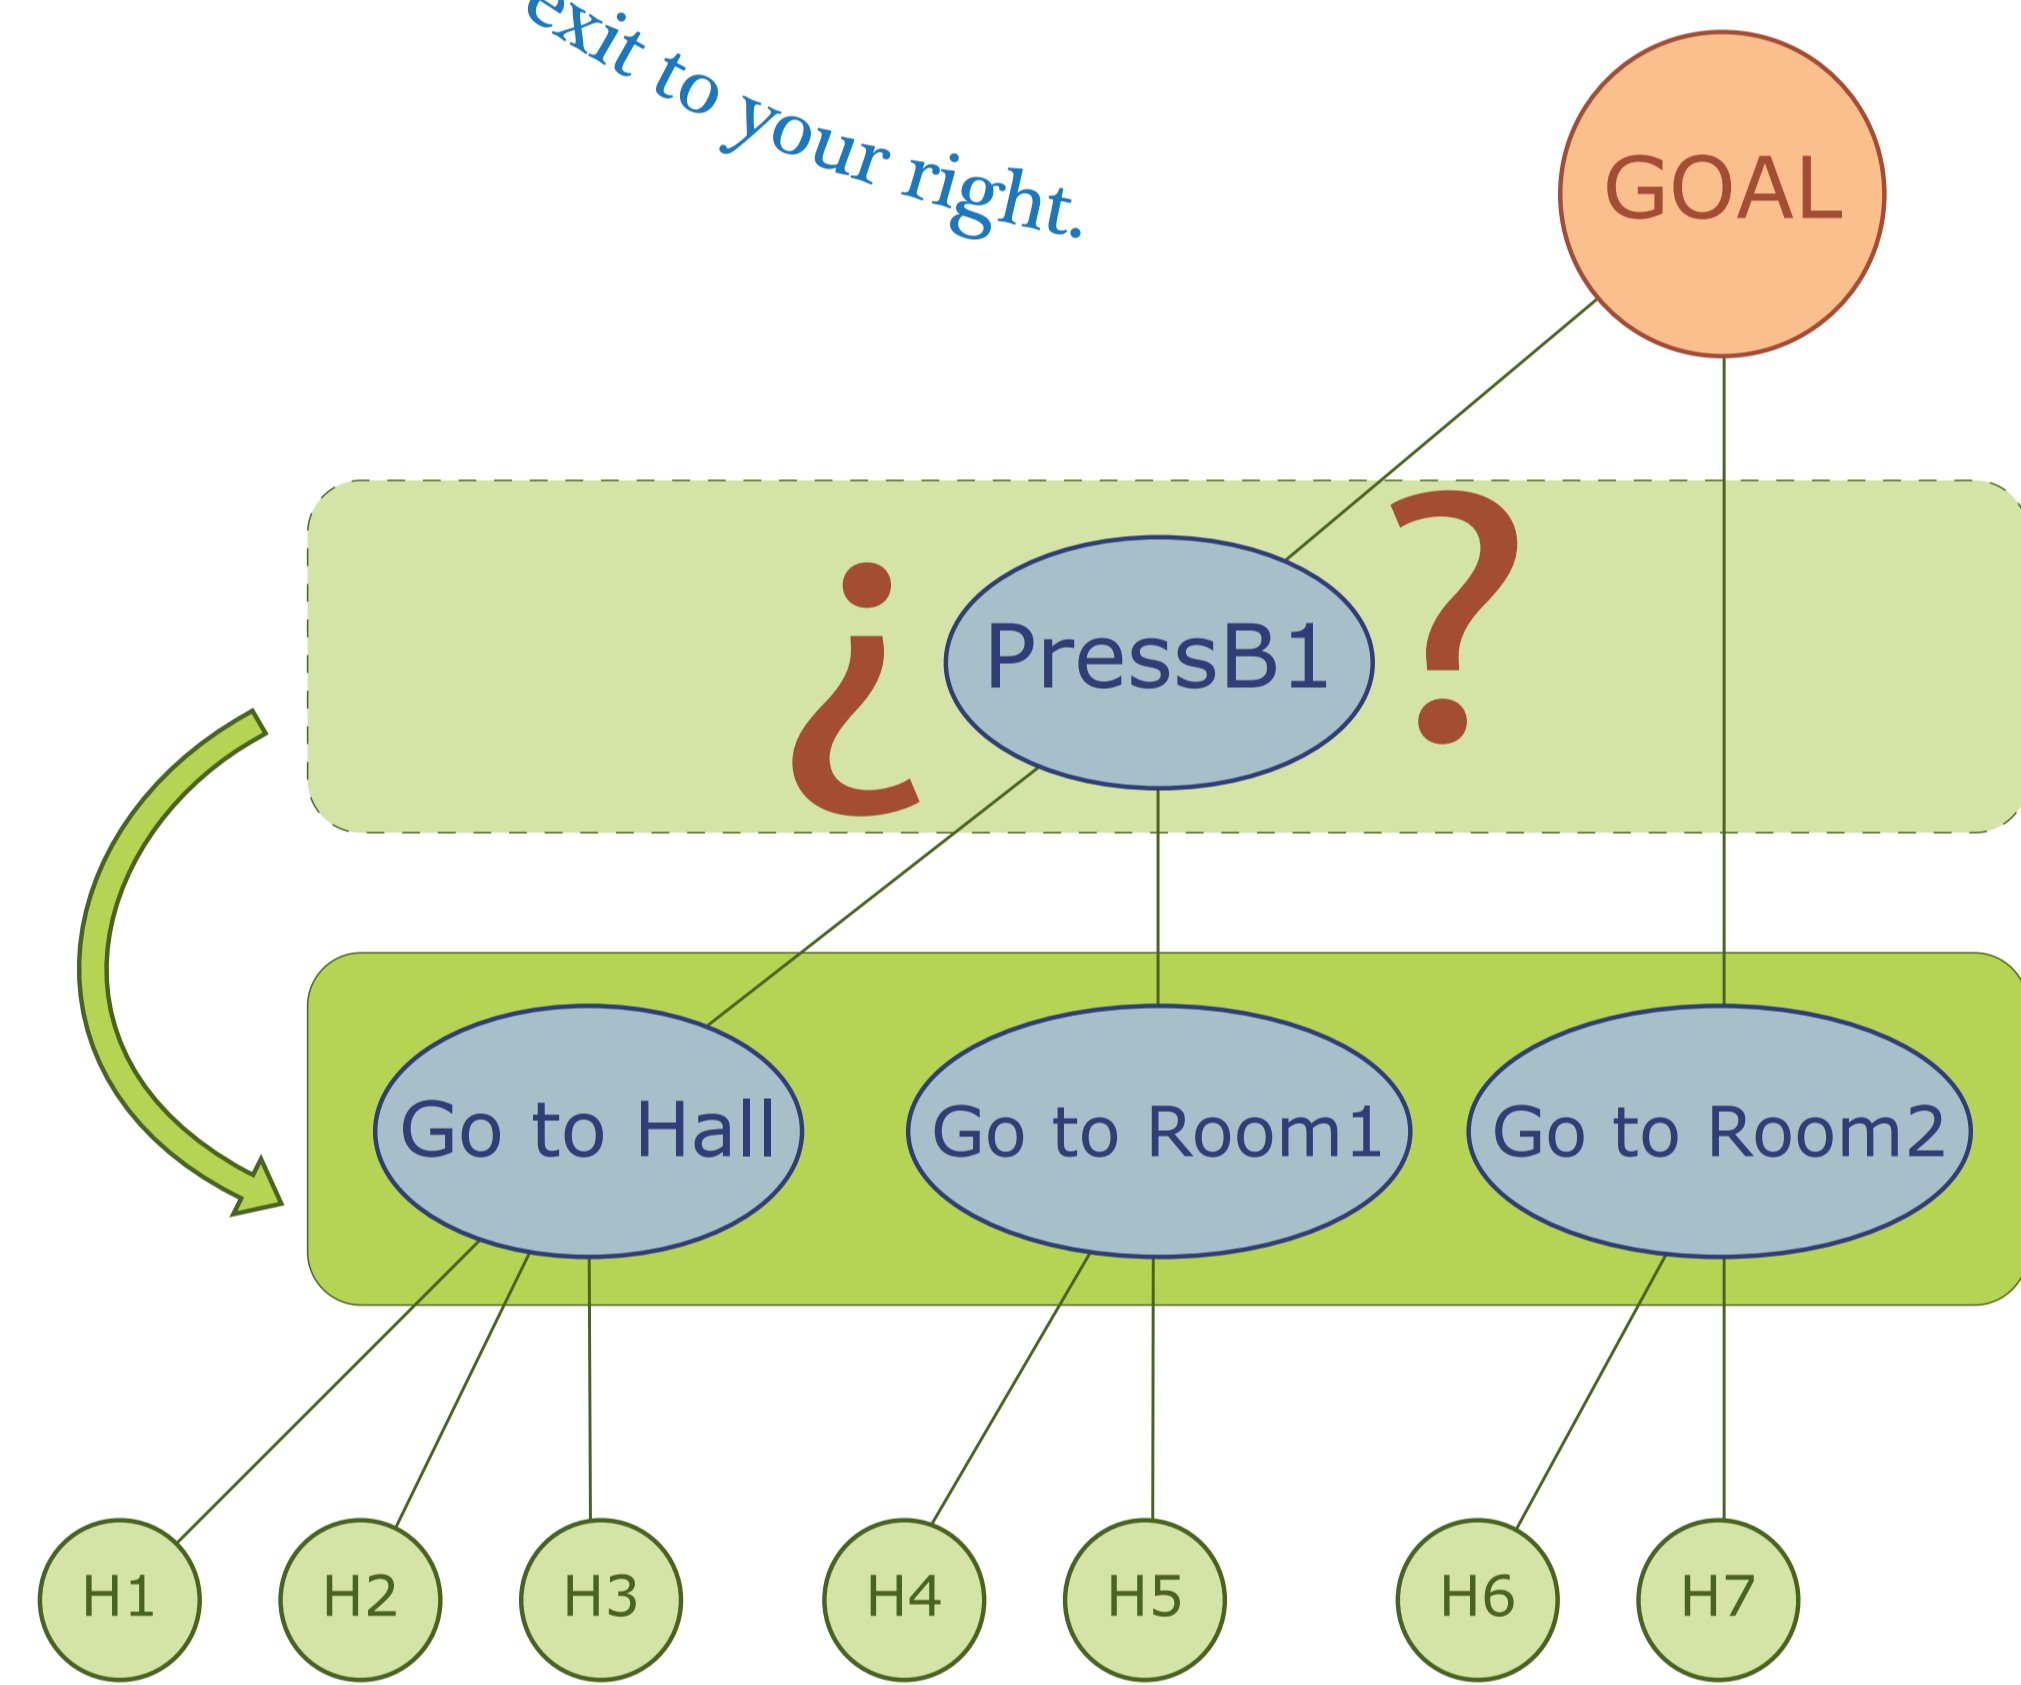 exit to your right.
GOAL
¿ PressB1 ?
Go to Hall
Go to Room1
Go to Room2
H1
H2
H3
H4
H5
H6
H7